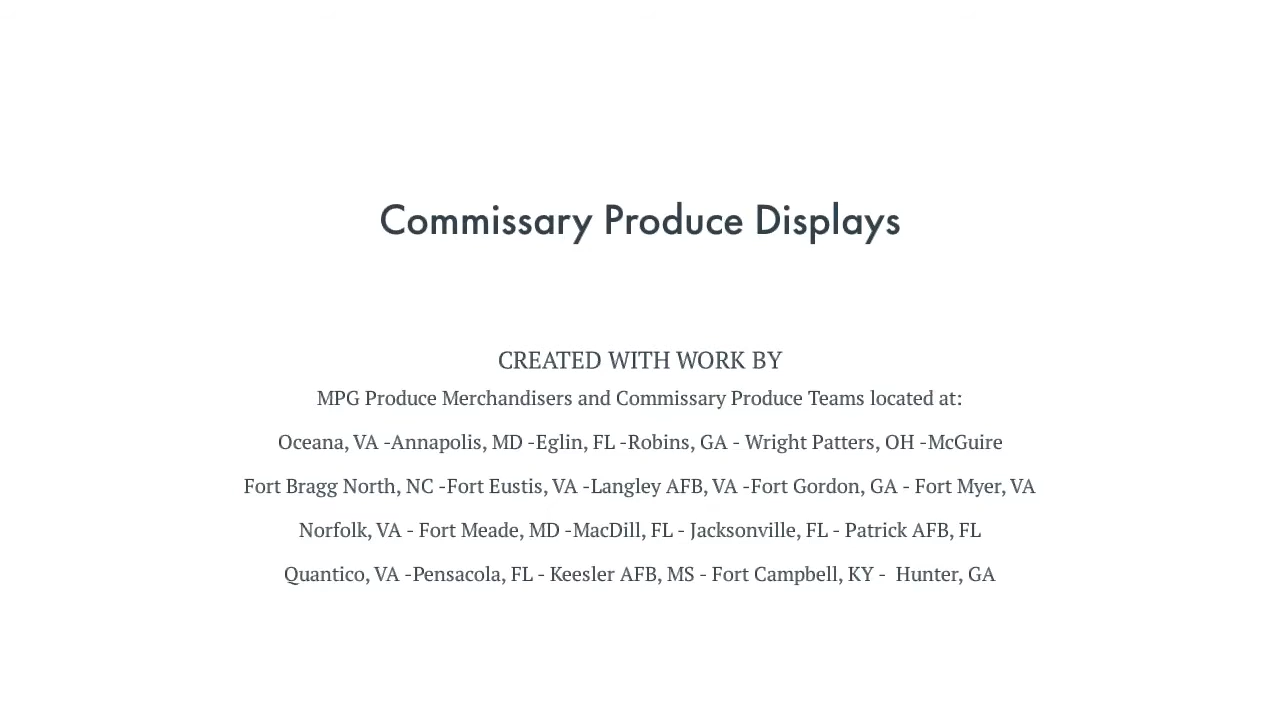 Commissary Produce Displays
CREATED WITH WORK BY
MPG Produce Merchandisers and Commissary Produce Teams located at:
Oceana, VA -Annapolis, MD -Eglin, FL -Robins, GA - Wright Patters, OH -McGuire
Fort Bragg North, NC -Fort Eustis, VA -Langley AFB, VA -Fort Gordon, GA - Fort Myer, VA
Norfolk, VA - Fort Meade, MD -MacDill, FL - Jacksonville, FL - Patrick AFB, FL
Quantico, VA -Pensacola, FL - Keesler AFB, MS - Fort Campbell, KY -  Hunter, GA